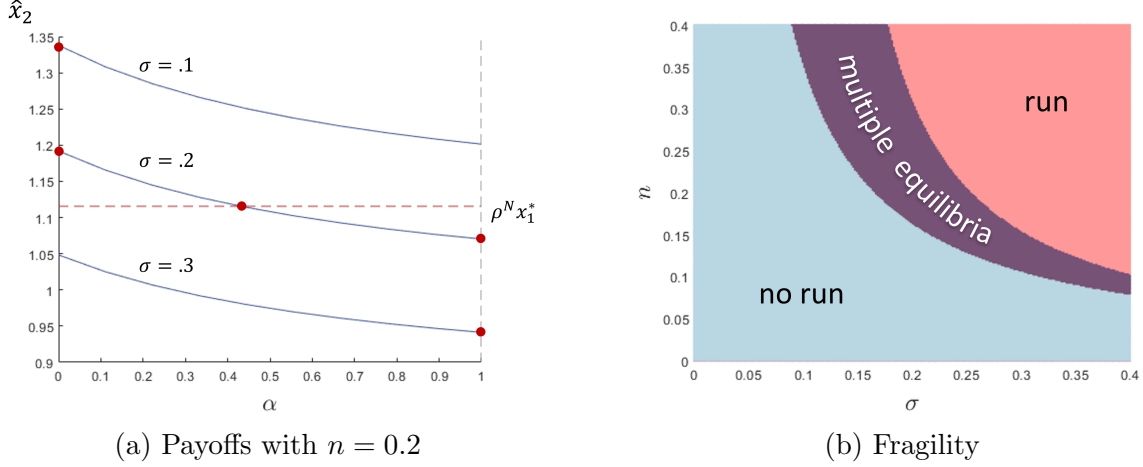 x̂₂
1.35
1.3
1.25
1.2
1.15
1.1
1.05
1
0.95
0.9
σ = .1
σ = .2
σ = .3
ρᴺx₁*
0 0.1 0.2 0.3 0.4 0.5 0.6 0.7 0.8 0.9 1
α
(a) Payoffs with n = 0.2
0.4
0.35
0.3
0.25
0.2
0.15
0.1
0.05
0
n
run
multiple equilibria
no run
0 0.05 0.1 0.15 0.2 0.25 0.3 0.35 0.4
σ
(b) Fragility